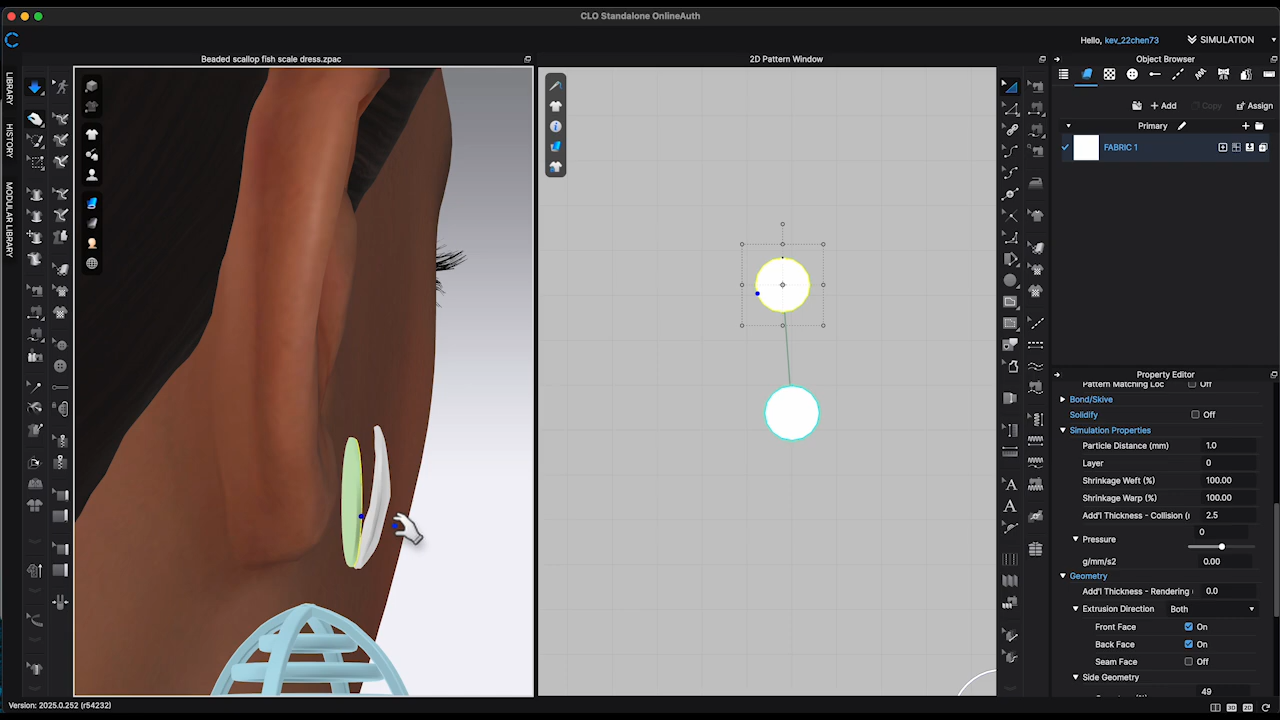 CLO Standalone OnlineAuth
Hello, kev_22chen73
SIMULATION
Beaded scallop fish scale dress.zpac
2D Pattern Window
Object Browser
LIBRARY
HISTORY
MODULAR LIBRARY
+ Add
Copy
Assign
Primary
FABRIC 1
Property Editor
Pattern Matching Loc
Off
Bond/Skive
Solidify
Off
Simulation Properties
Particle Distance (mm)
1.0
Layer
0
Shrinkage Weft (%)
100.00
Shrinkage Warp (%)
100.00
Add'l Thickness - Collision (
2.5
Pressure
0
g/mm/s2
0.00
Geometry
Add'l Thickness - Rendering
0.0
Extrusion Direction
Both
Front Face
On
Back Face
On
Seam Face
Off
Side Geometry
49
Version: 2025.0.252 (r54232)
3D
2D